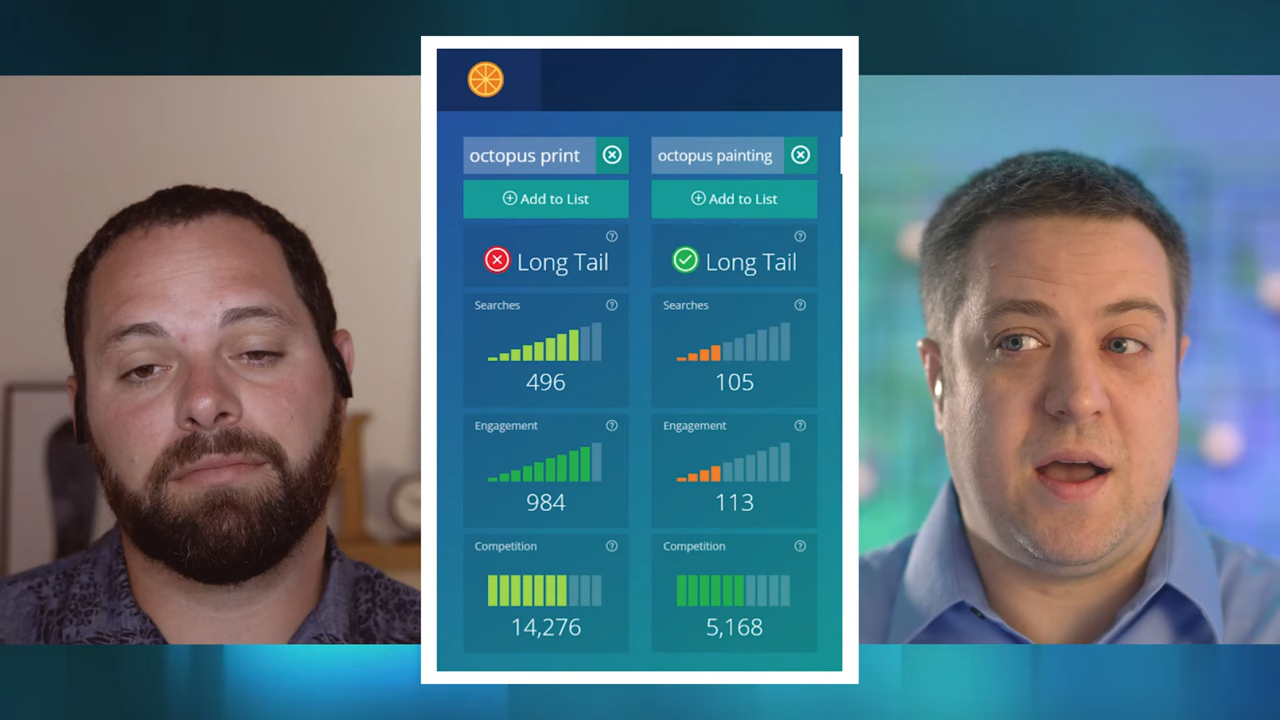 octopus print
Add to List
Long Tail
Searches
496
Engagement
984
Competition
14,276
octopus painting
Add to List
Long Tail
Searches
105
Engagement
113
Competition
5,168